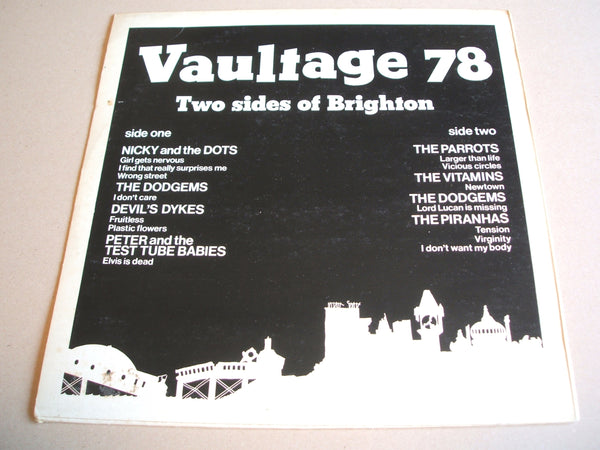 Vaultage 78
Two sides of Brighton
side one
NICKY and the DOTS
Girl gets nervous
I find that really surprises me
Wrong street
THE DODGEMS
I don't care
DEVIL'S DYKES
Fruitless
Plastic flowers
PETER and the
TEST TUBE BABIES
Elvis is dead
side two
THE PARROTS
Larger than life
Vicious circles
THE VITAMINS
Newtown
THE DODGEMS
Lord Lucan is missing
THE PIRANHAS
Tension
Virginity
I don't want my body